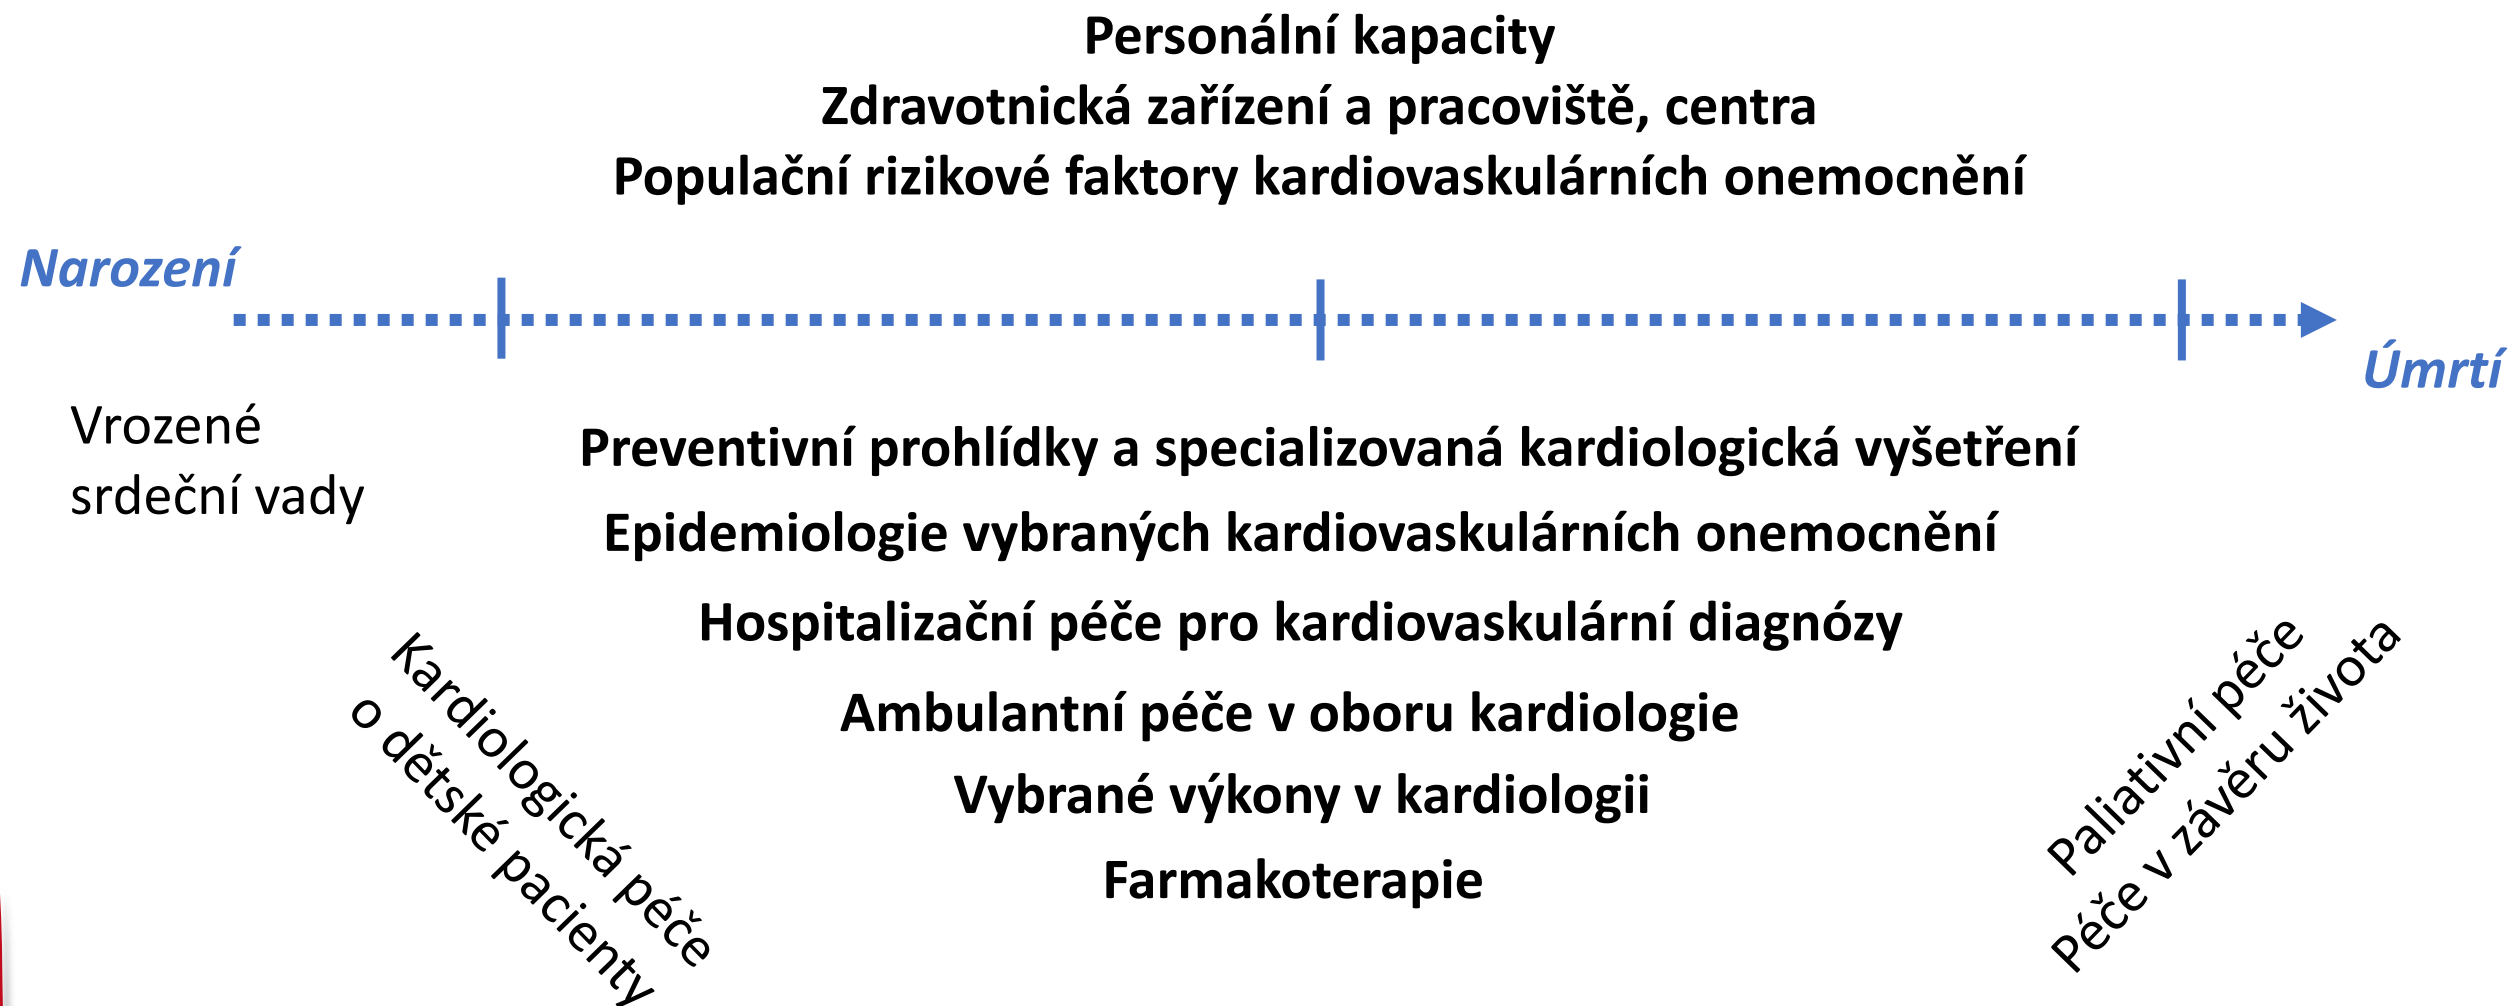 Personální kapacity
Zdravotnická zařízení a pracoviště, centra
Populační rizikové faktory kardiovaskulárních onemocnění
Narození
Úmrtí
Vrozené
srdeční vady
Preventivní prohlídky a specializovaná kardiologická vyšetření
Epidemiologie vybraných kardiovaskulárních onemocnění
Hospitalizační péče pro kardiovaskulární diagnózy
Ambulantní péče v oboru kardiologie
Vybrané výkony v kardiologii
Farmakoterapie
Kardiologická péče
o dětské pacienty
Paliativní péče
Péče v závěru života